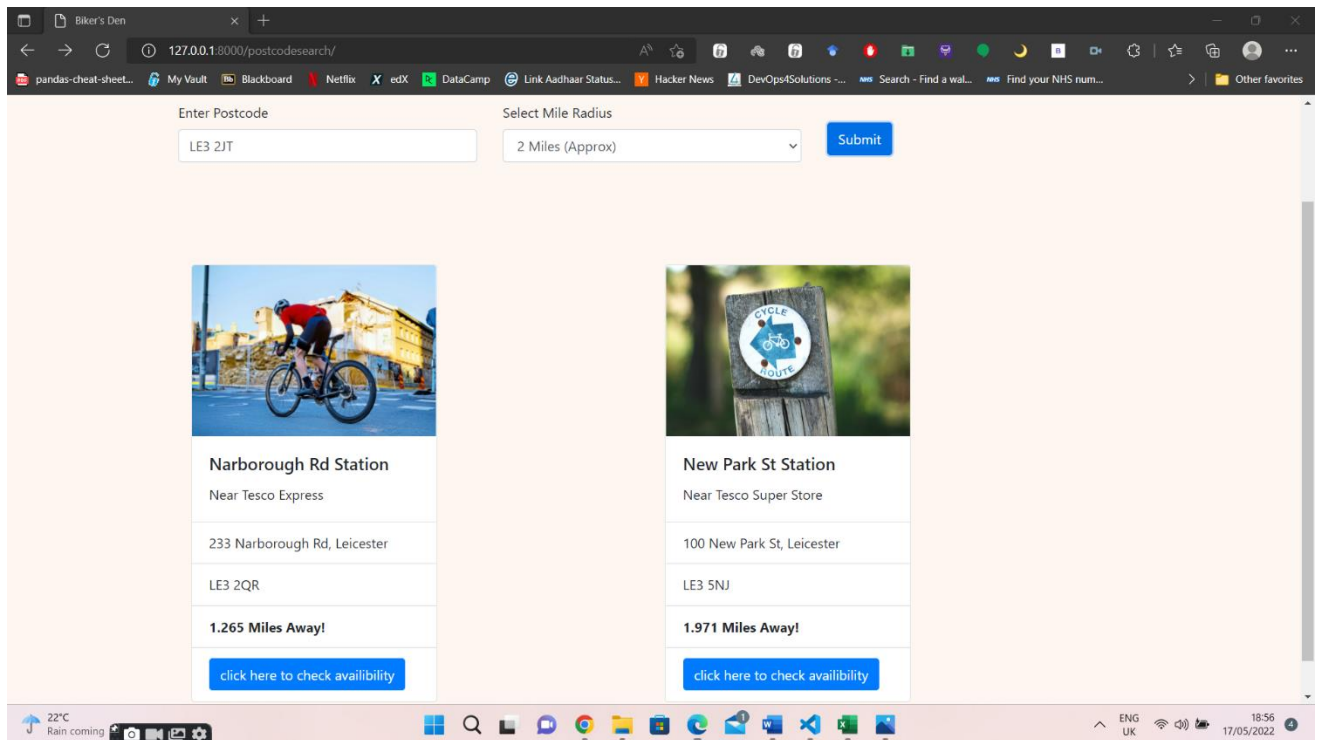 Biker's Den
127.0.0.1:8000/postcodesearch/
pandas-cheat-sheet... My Vault Blackboard Netflix edX DataCamp Link Aadhaar Status... Hacker News DevOps4Solutions -... Search - Find a wal... Find your NHS num... Other favorites
Enter Postcode Select Mile Radius
LE3 2JT 2 Miles (Approx) Submit
CYCLE
ROUTE
Narborough Rd Station
Near Tesco Express
233 Narborough Rd, Leicester
LE3 2QR
1.265 Miles Away!
click here to check availibility
New Park St Station
Near Tesco Super Store
100 New Park St, Leicester
LE3 5NJ
1.971 Miles Away!
click here to check availibility
22°C
Rain coming
ENG
UK
18:56
17/05/2022
4